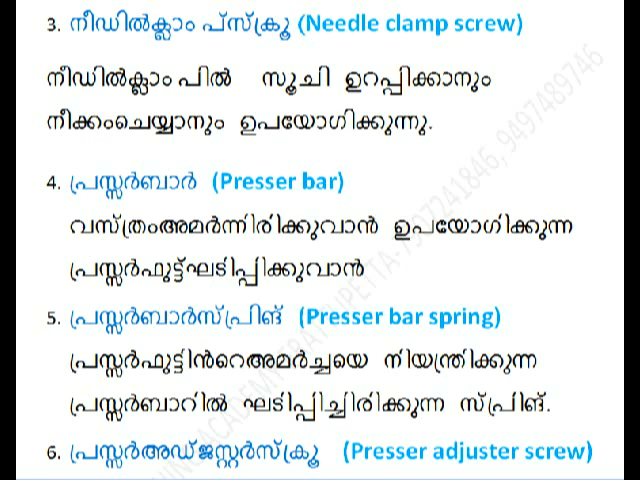 3. നീഡിൽക്ലാം പ്സ്ക്രൂ (Needle clamp screw)
നീഡിൽക്ലാം പിൽ സൂചി ഉറപ്പിക്കാനും
നീക്കംചെയ്യാനും ഉപയോഗിക്കുന്നു.
4. പ്രസ്സർബാർ (Presser bar)
വസ്ത്രംഅമർന്നിരിക്കുവാൻ ഉപയോഗിക്കുന്ന
പ്രസ്സർഫുട്ട്ഘടിപ്പിക്കുവാൻ
5. പ്രസ്സർബാർസ്പ്രിങ് (Presser bar spring)
പ്രസ്സർഫുട്ടിൻറെഅമർച്ചയെ നിയന്ത്രിക്കുന്ന
പ്രസ്സർബാറിൽ ഘടിപ്പിച്ചിരിക്കുന്ന സ്പ്രിങ്.
6. പ്രസ്സർഅഡ്ജസ്റ്റർസ്ക്രൂ (Presser adjuster screw)